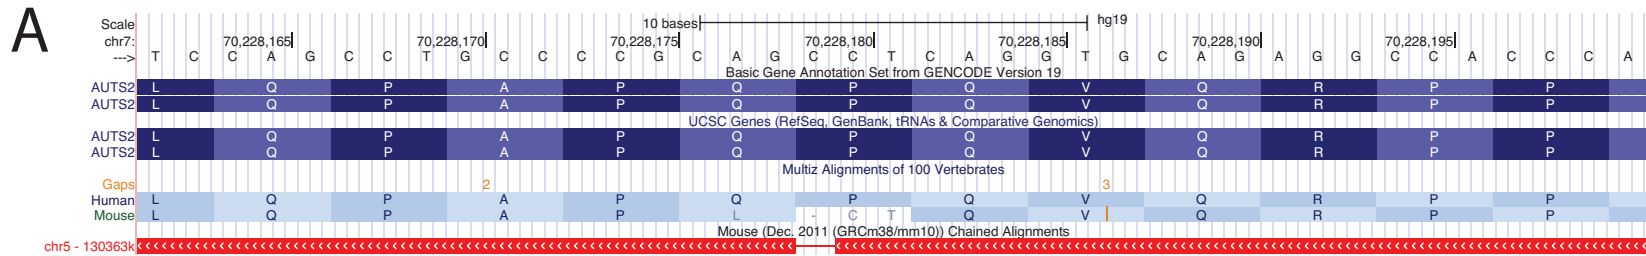 A
Scale 10 bases hg19
chr7: 70,228,165 70,228,170 70,228,175 70,228,180 70,228,185 70,228,190 70,228,195
---> T C C A G C C T G C C C C G C A G C C T C A G G T G C A G A G G C C A C C C A
Basic Gene Annotation Set from GENCODE Version 19
AUTS2 L Q P A P Q P Q V Q R P P
AUTS2 L Q P A P Q P Q V Q R P P
UCSC Genes (RefSeq, GenBank, tRNAs & Comparative Genomics)
AUTS2 L Q P A P Q P Q V Q R P P
AUTS2 L Q P A P Q P Q V Q R P P
Multiz Alignments of 100 Vertebrates
Gaps 2 3
Human L Q P A P Q P Q V Q R P P
Mouse L Q P A P L - C T Q V Q R P P
Mouse (Dec. 2011 (GRCm38/mm10)) Chained Alignments
chr5 - 130363k